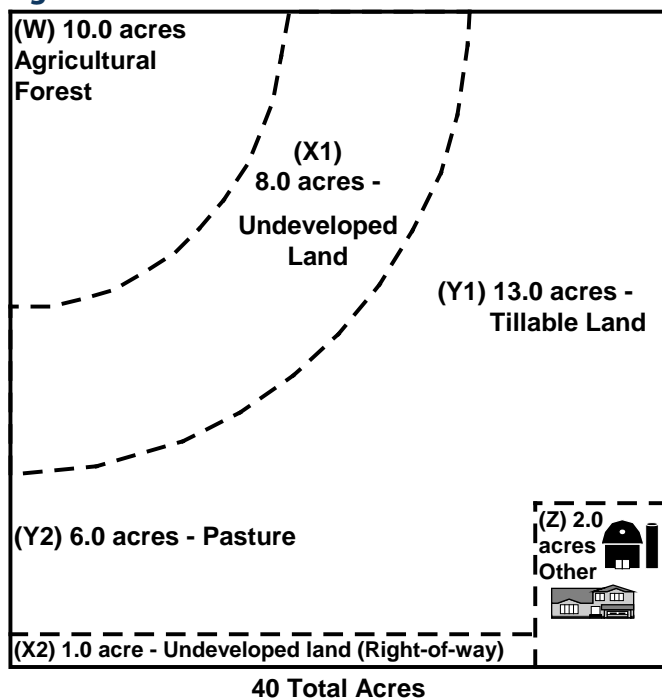 (W) 10.0 acres
Agricultural
Forest
(X1)
8.0 acres -
Undeveloped
Land
(Y1) 13.0 acres -
Tillable Land
(Y2) 6.0 acres - Pasture
(Z) 2.0
acres
Other
(X2) 1.0 acre - Undeveloped land (Right-of-way)
40 Total Acres